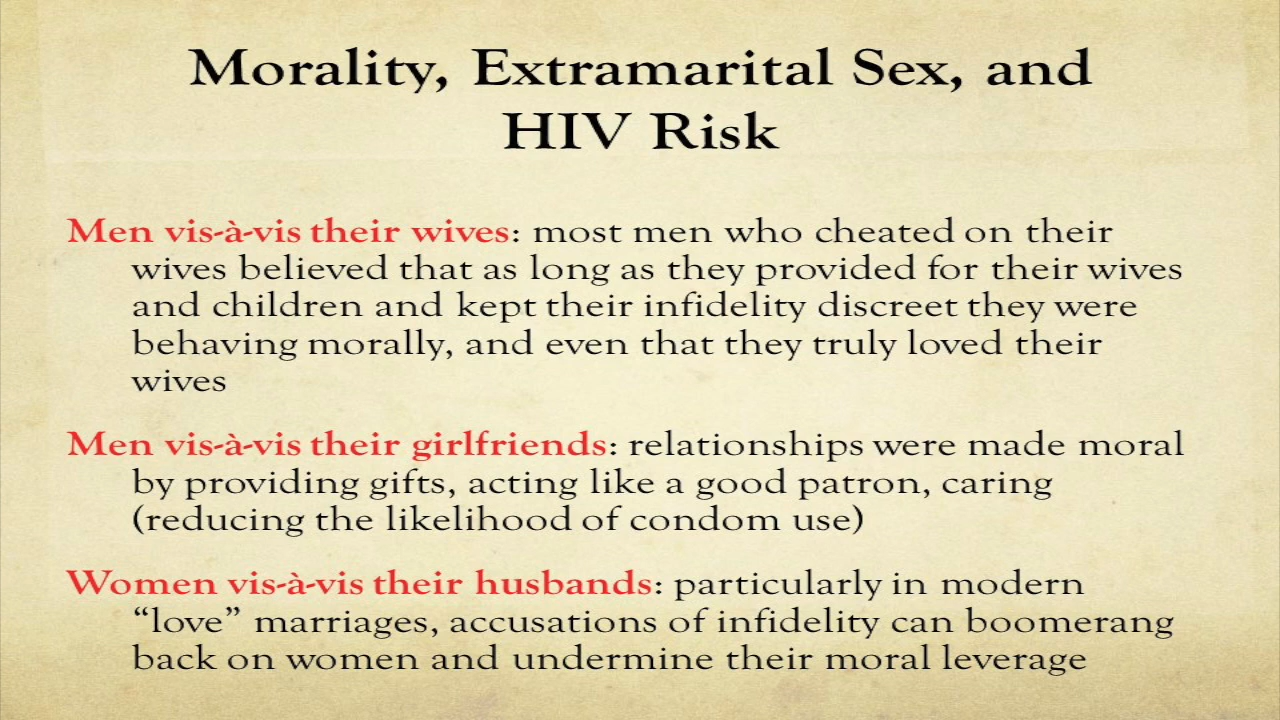 Morality, Extramarital Sex, and
HIV Risk
Men vis-à-vis their wives: most men who cheated on their
wives believed that as long as they provided for their wives
and children and kept their infidelity discreet they were
behaving morally, and even that they truly loved their
wives
Men vis-à-vis their girlfriends: relationships were made moral
by providing gifts, acting like a good patron, caring
(reducing the likelihood of condom use)
Women vis-à-vis their husbands: particularly in modern
“love” marriages, accusations of infidelity can boomerang
back on women and undermine their moral leverage